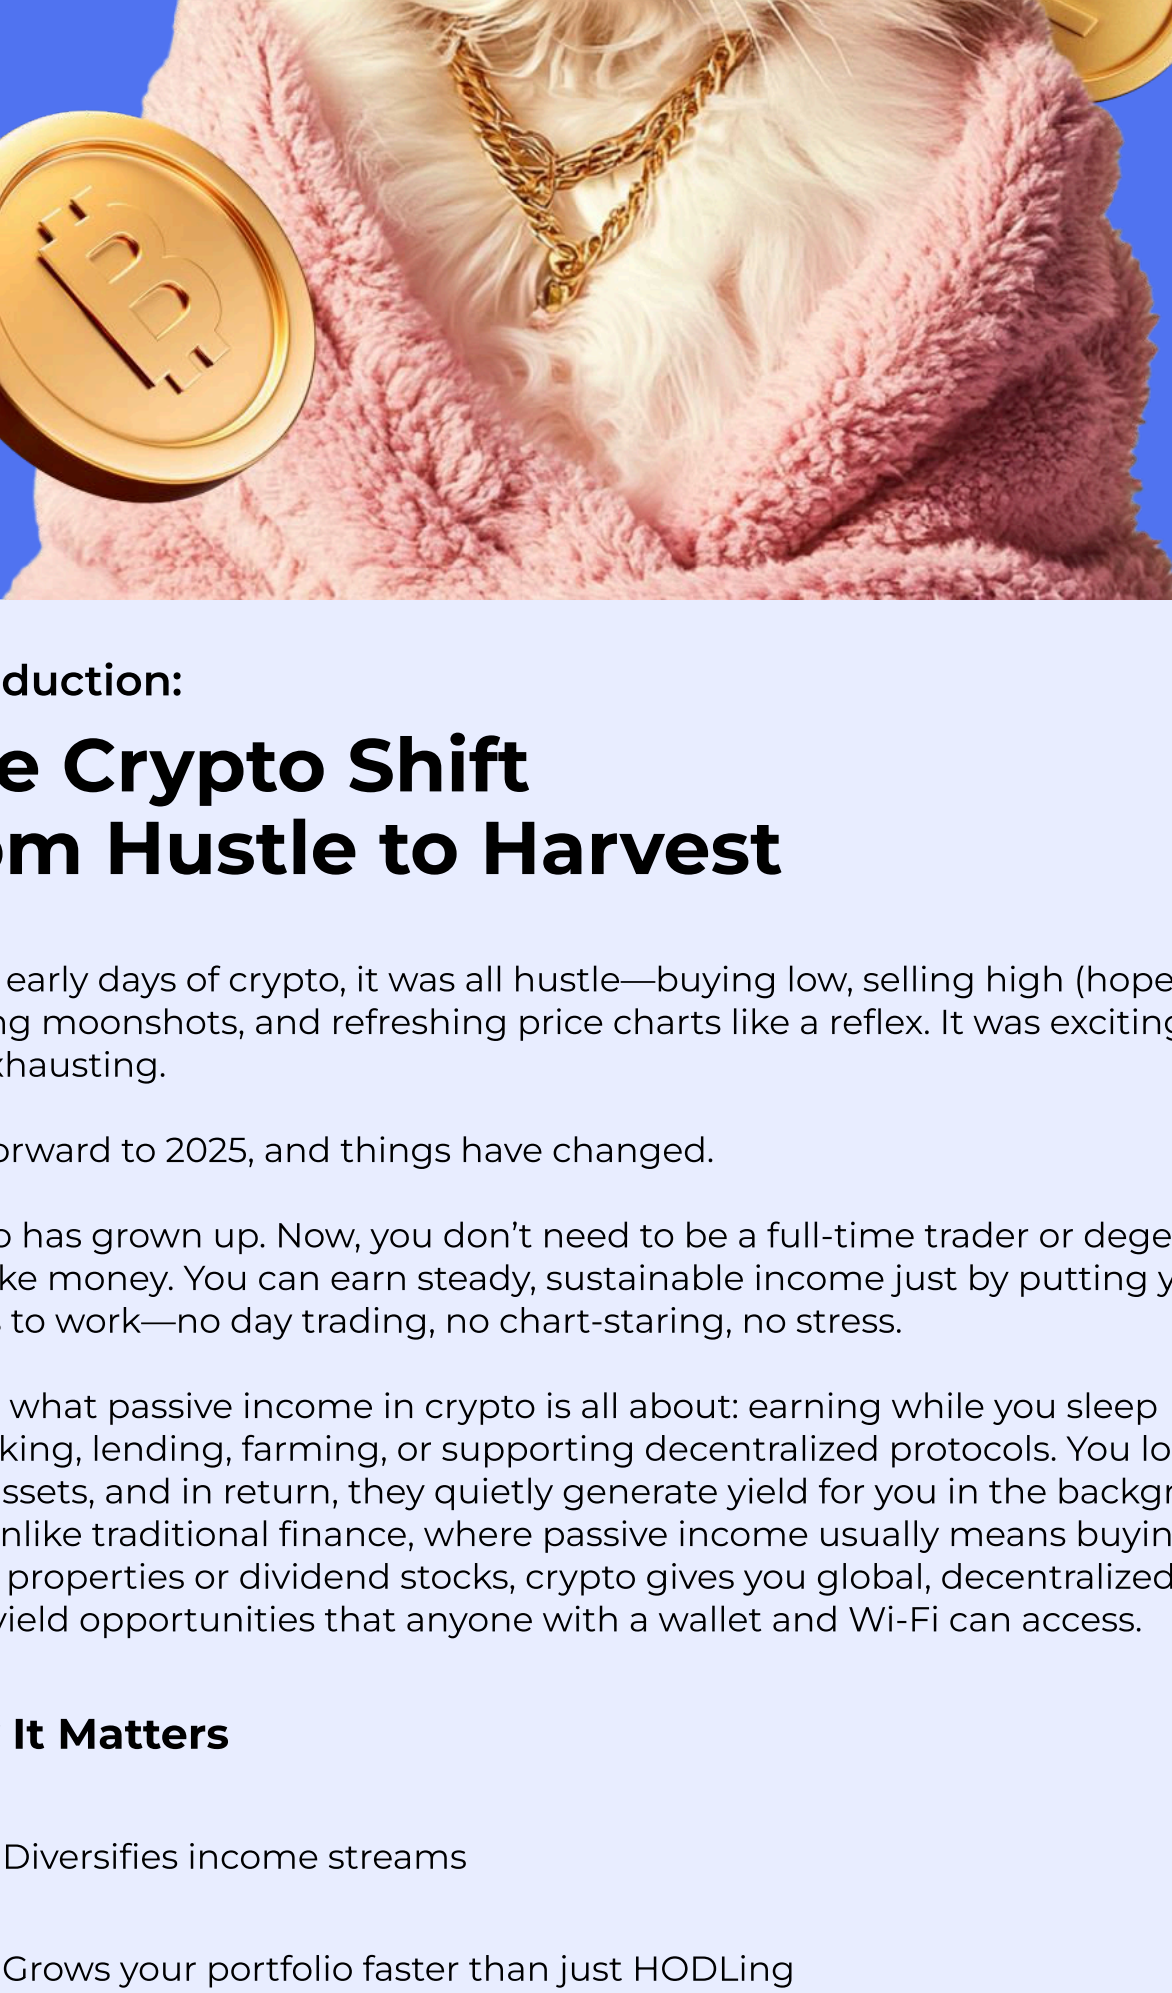 duction:
e Crypto Shift
om Hustle to Harvest
early days of crypto, it was all hustle—buying low, selling high (hope
ng moonshots, and refreshing price charts like a reflex. It was exciting
xhausting.
orward to 2025, and things have changed.
o has grown up. Now, you don’t need to be a full-time trader or dege
ke money. You can earn steady, sustainable income just by putting y
s to work—no day trading, no chart-staring, no stress.
what passive income in crypto is all about: earning while you sleep
king, lending, farming, or supporting decentralized protocols. You lo
ssets, and in return, they quietly generate yield for you in the backgr
nlike traditional finance, where passive income usually means buyin
properties or dividend stocks, crypto gives you global, decentralized
yield opportunities that anyone with a wallet and Wi-Fi can access.
It Matters
Diversifies income streams
Grows your portfolio faster than just HODLing